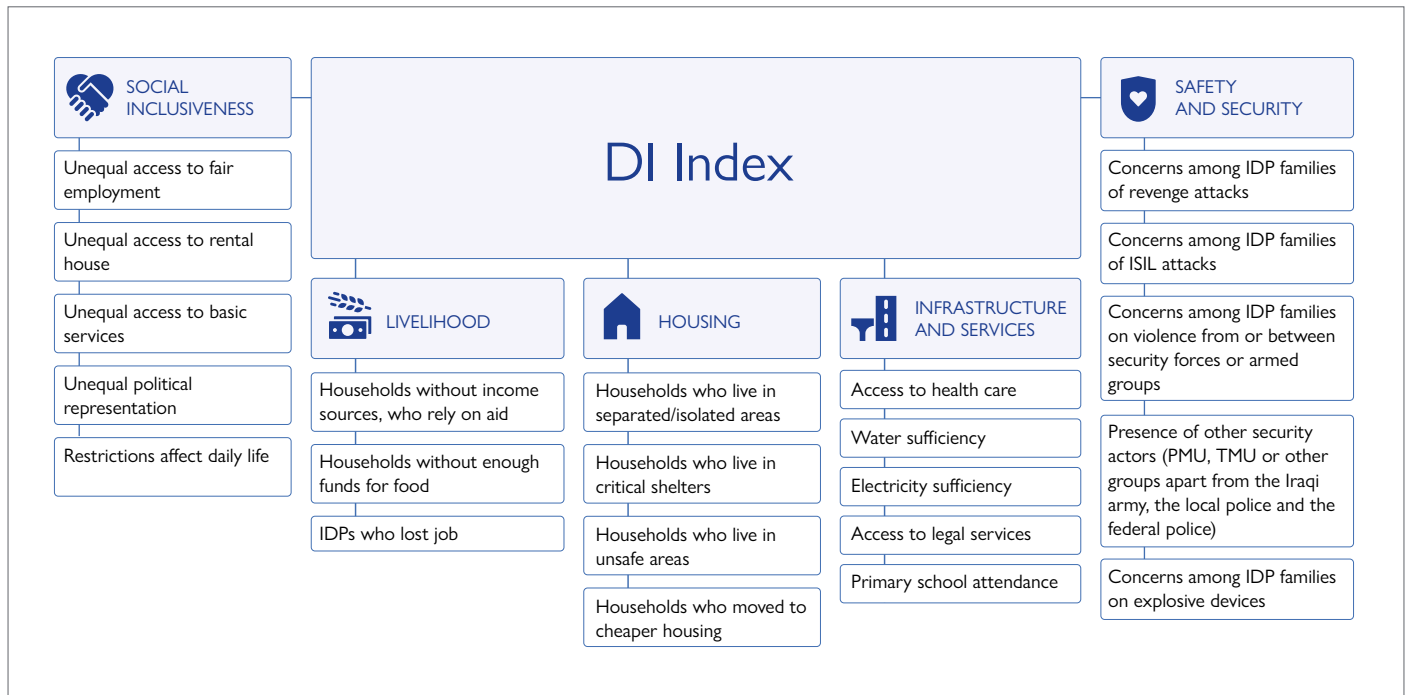 SOCIAL
INCLUSIVENESS
Unequal access to fair
employment
Unequal access to rental
house
Unequal access to basic
services
Unequal political
representation
Restrictions affect daily life
DI Index
LIVELIHOOD
Households without income
sources, who rely on aid
Households without enough
funds for food
IDPs who lost job
HOUSING
Households who live in
separated/isolated areas
Households who live in
critical shelters
Households who live in
unsafe areas
Households who moved to
cheaper housing
INFRASTRUCTURE
AND SERVICES
Access to health care
Water sufficiency
Electricity sufficiency
Access to legal services
Primary school attendance
SAFETY
AND SECURITY
Concerns among IDP families
of revenge attacks
Concerns among IDP families
of ISIL attacks
Concerns among IDP families
on violence from or between
security forces or armed
groups
Presence of other security
actors (PMU, TMU or other
groups apart from the Iraqi
army, the local police and the
federal police)
Concerns among IDP families
on explosive devices